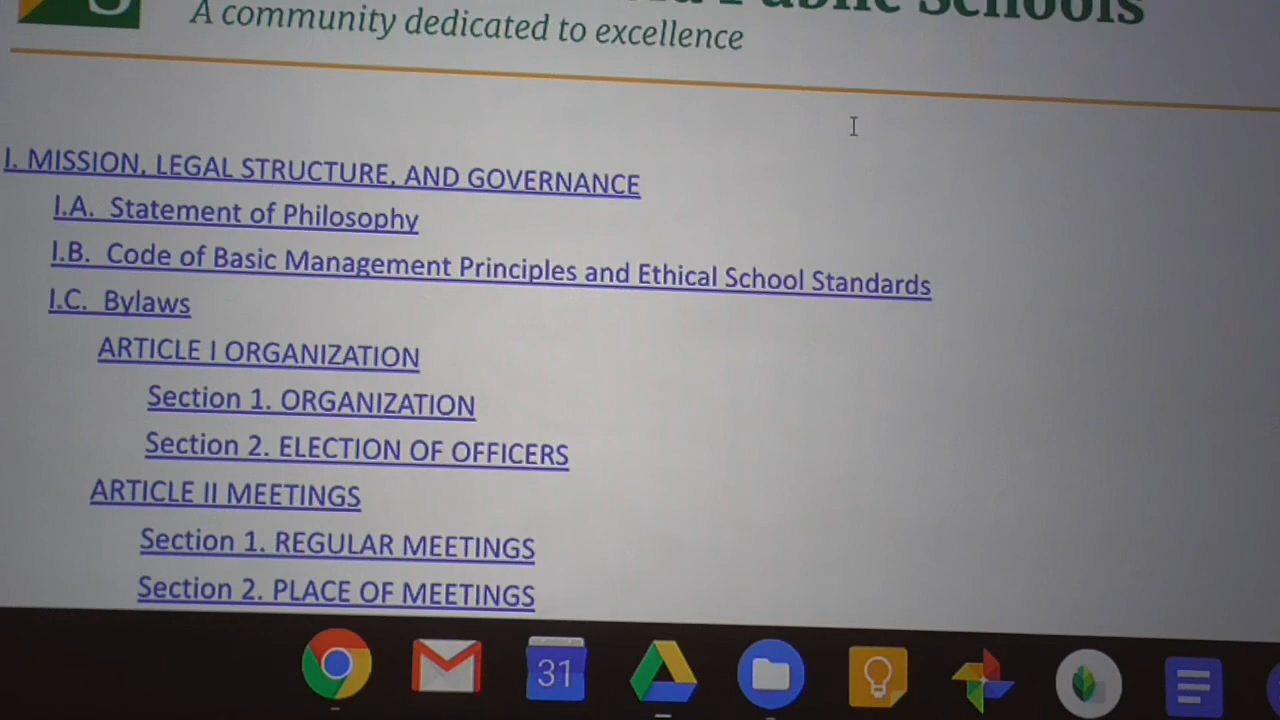 Public Schools
A community dedicated to excellence
I. MISSION, LEGAL STRUCTURE, AND GOVERNANCE
I.A. Statement of Philosophy
I.B. Code of Basic Management Principles and Ethical School Standards
I.C. Bylaws
ARTICLE I ORGANIZATION
Section 1. ORGANIZATION
Section 2. ELECTION OF OFFICERS
ARTICLE II MEETINGS
Section 1. REGULAR MEETINGS
Section 2. PLACE OF MEETINGS
31